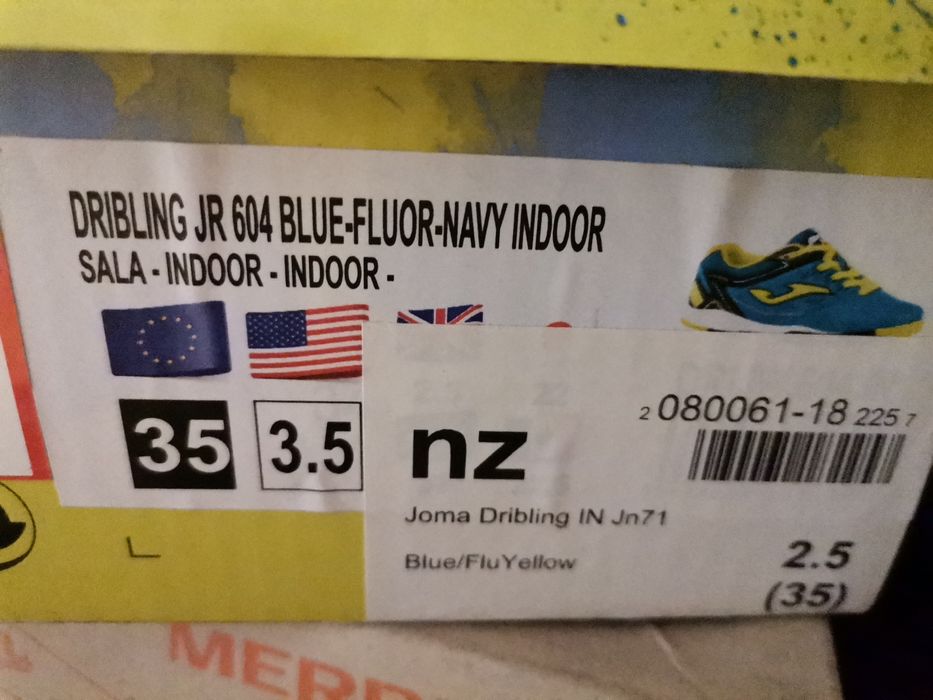 DRIBLING JR 604 BLUE-FLUOR-NAVY INDOOR
SALA - INDOOR - INDOOR -
35 3.5
2 080061-18 225 7
nz
Joma Dribling IN Jn71
Blue/FluYellow
2.5
(35)
MERR